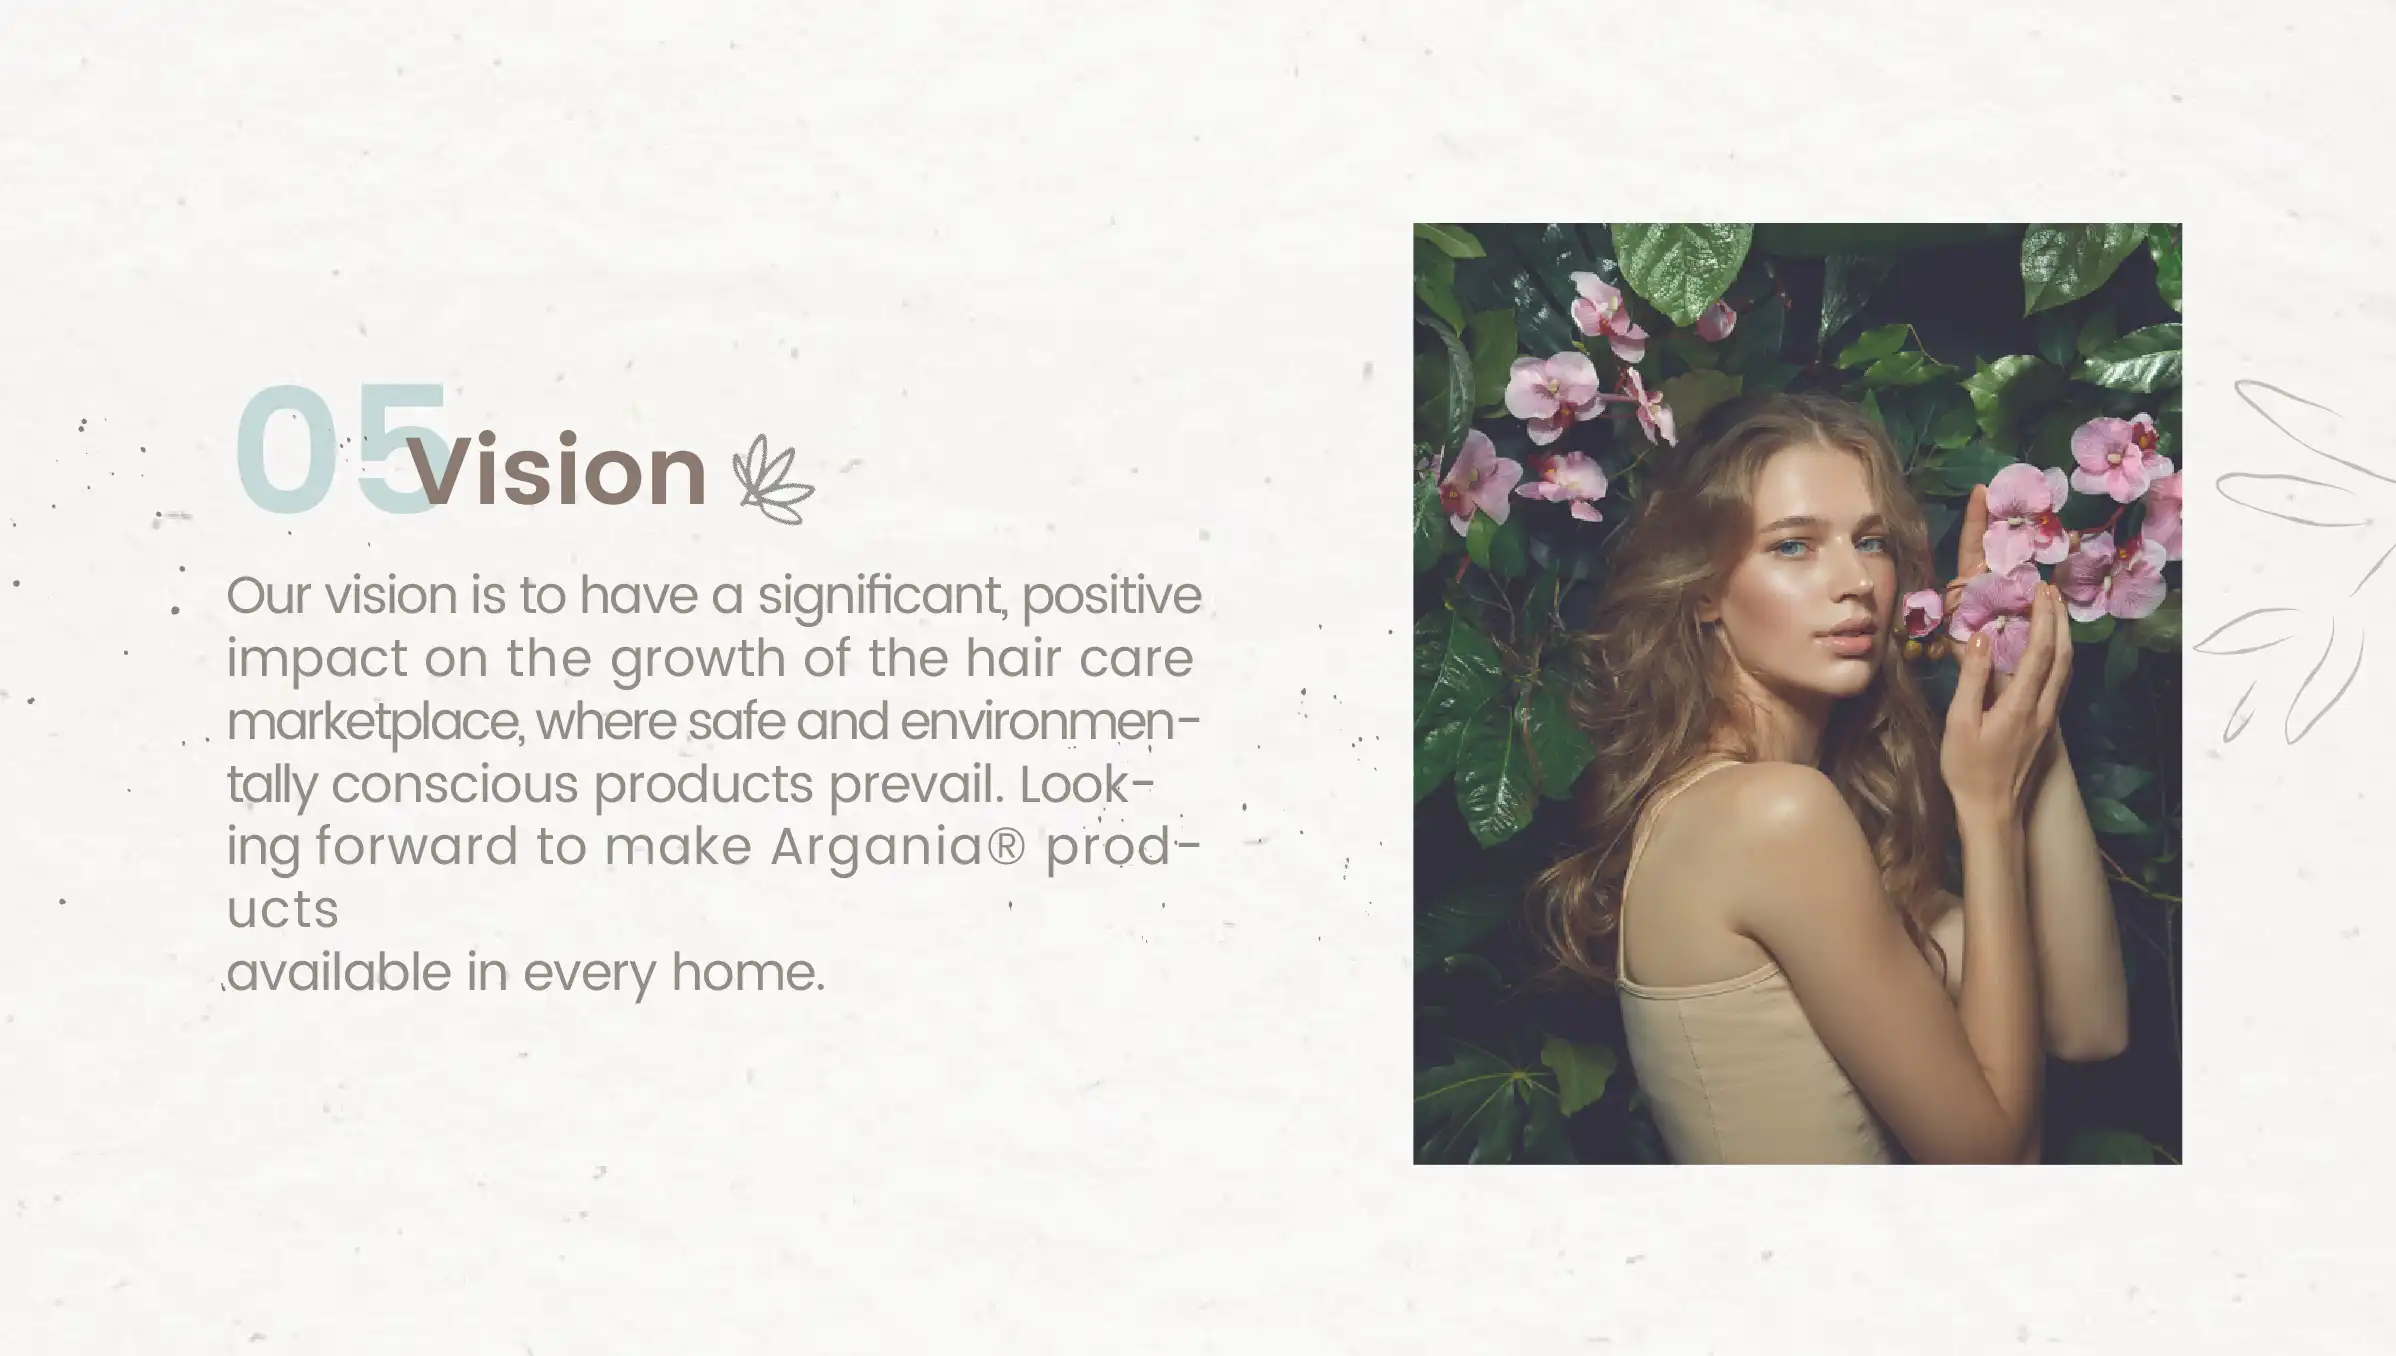 05
Vision
Our vision is to have a significant, positive
impact on the growth of the hair care
marketplace, where safe and environmen-
tally conscious products prevail. Look-
ing forward to make Argania® prod-
ucts
available in every home.